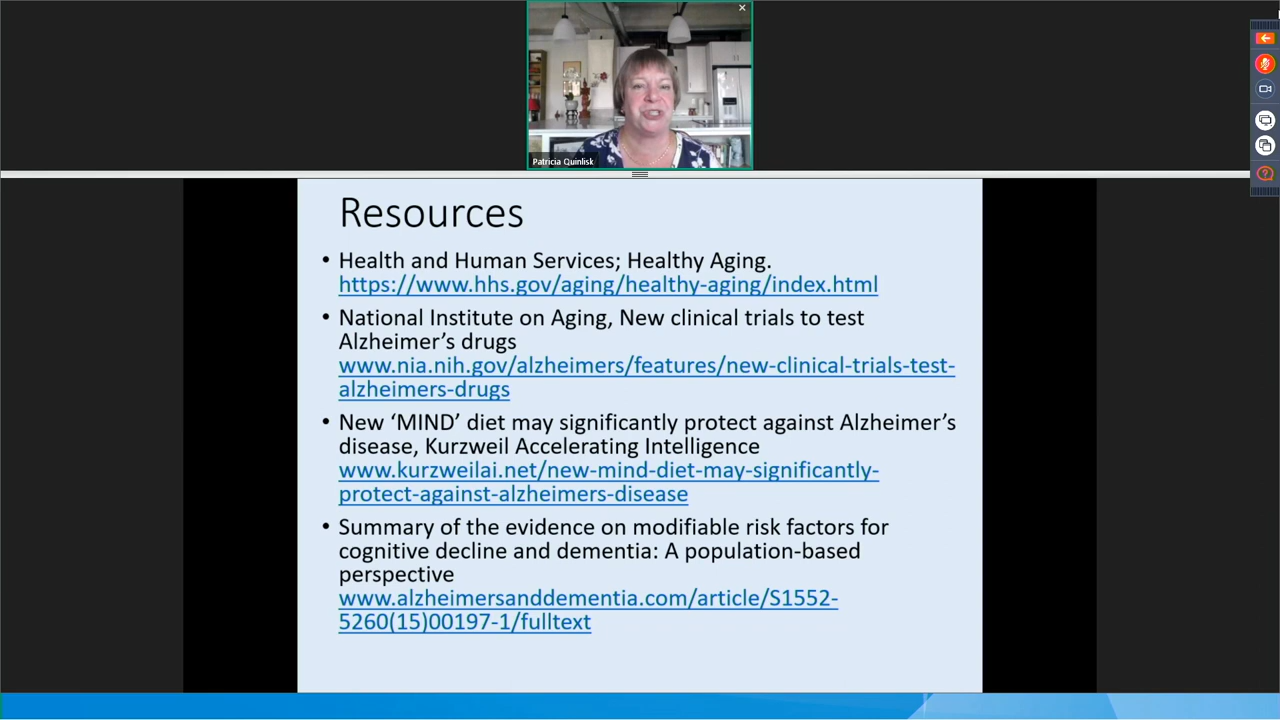 Patricia Quinlisk
Resources
• Health and Human Services; Healthy Aging.
https://www.hhs.gov/aging/healthy-aging/index.html
• National Institute on Aging, New clinical trials to test
Alzheimer’s drugs
www.nia.nih.gov/alzheimers/features/new-clinical-trials-test-
alzheimers-drugs
• New ‘MIND’ diet may significantly protect against Alzheimer’s
disease, Kurzweil Accelerating Intelligence
www.kurzweilai.net/new-mind-diet-may-significantly-
protect-against-alzheimers-disease
• Summary of the evidence on modifiable risk factors for
cognitive decline and dementia: A population-based
perspective
www.alzheimersanddementia.com/article/S1552-
5260(15)00197-1/fulltext